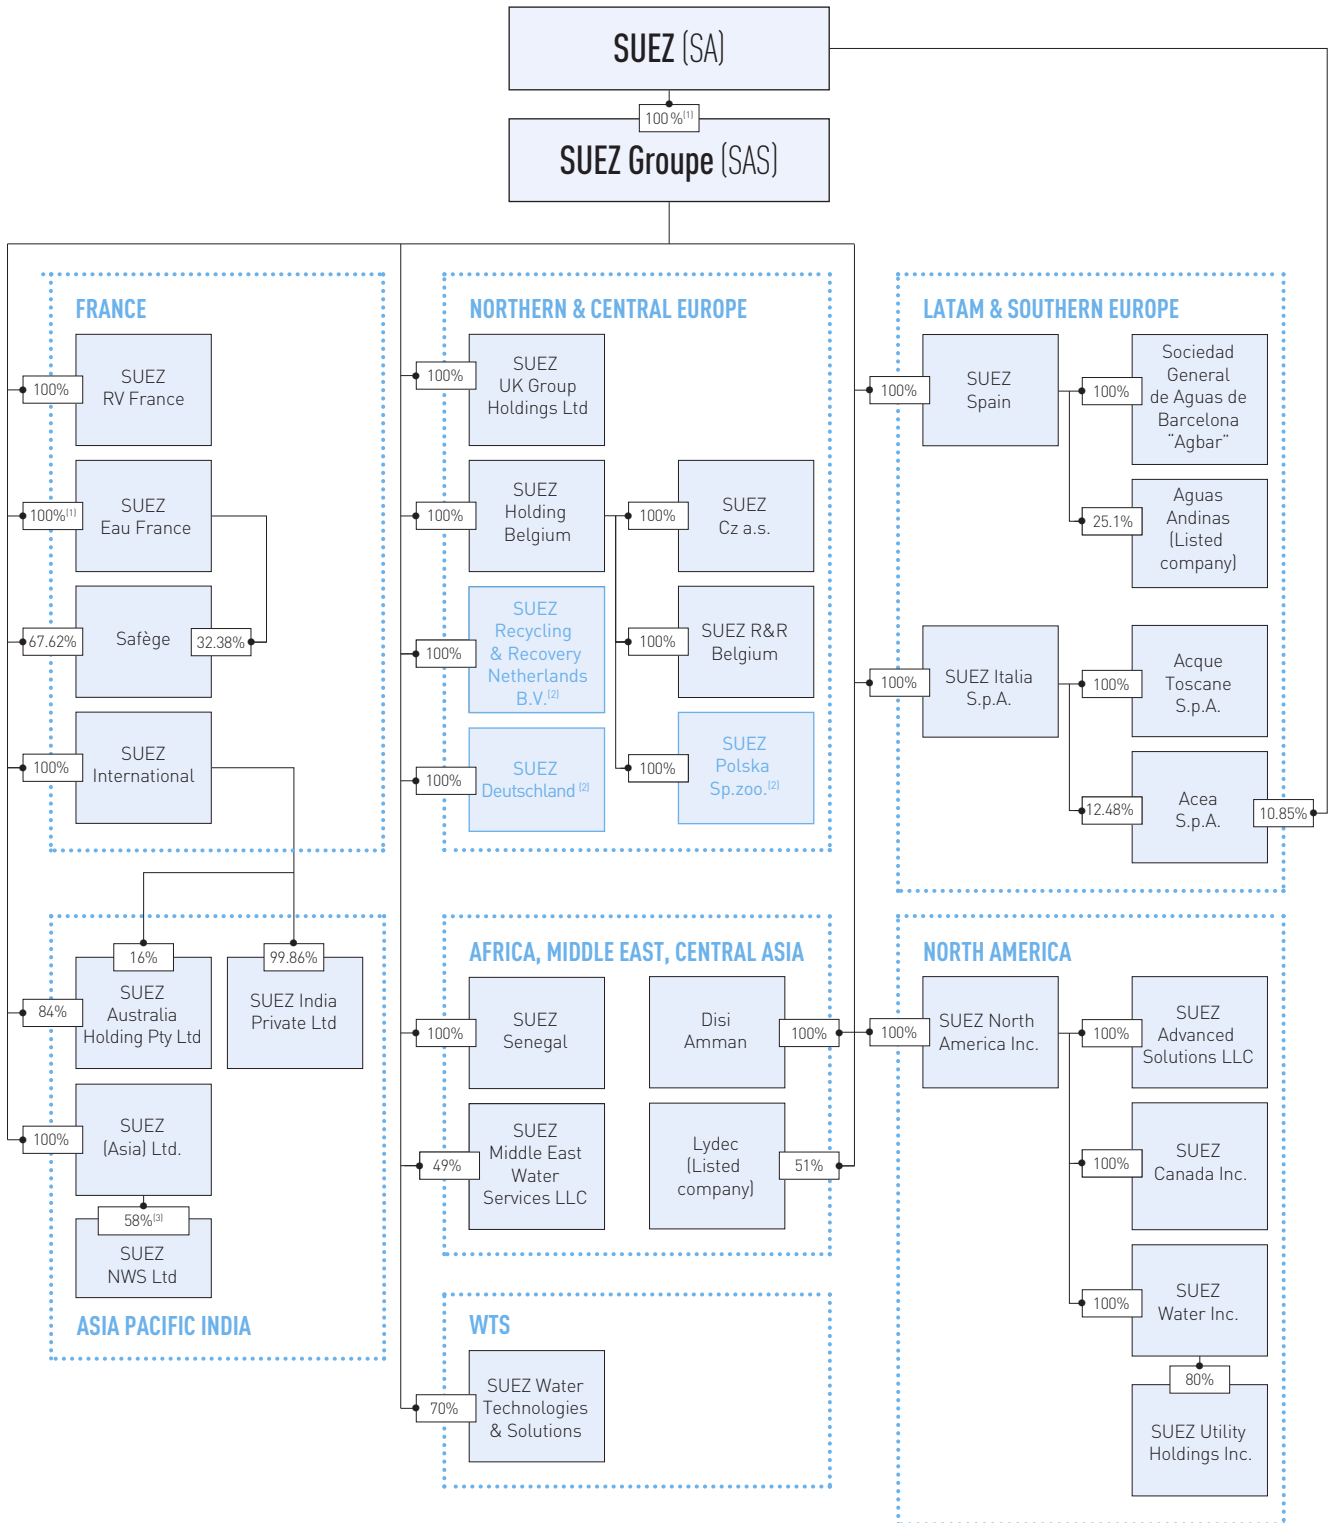 SUEZ (SA)
100%(1)
SUEZ Groupe (SAS)
FRANCE
100%
SUEZ
RV France
100%(1)
SUEZ
Eau France
67.62%
Safège
32.38%
100%
SUEZ
International
NORTHERN & CENTRAL EUROPE
100%
SUEZ
UK Group
Holdings Ltd
100%
SUEZ
Holding
Belgium
100%
SUEZ
Cz a.s.
100%
SUEZ
Recycling
& Recovery
Netherlands
B.V.(2)
100%
SUEZ R&R
Belgium
100%
SUEZ
Deutschland (2)
100%
SUEZ
Polska
Sp.zoo.(2)
LATAM & SOUTHERN EUROPE
100%
SUEZ
Spain
100%
Sociedad
General
de Aguas de
Barcelona
"Agbar"
25.1%
Aguas
Andinas
(Listed
company)
100%
SUEZ Italia
S.p.A.
100%
Acque
Toscane
S.p.A.
12.48%
Acea
S.p.A.
10.85%
16%
84%
SUEZ
Australia
Holding Pty Ltd
99.86%
SUEZ India
Private Ltd
100%
SUEZ
(Asia) Ltd.
58%(3)
SUEZ
NWS Ltd
ASIA PACIFIC INDIA
AFRICA, MIDDLE EAST, CENTRAL ASIA
100%
SUEZ
Senegal
Disi
Amman
100%
49%
SUEZ
Middle East
Water
Services LLC
Lydec
(Listed
company)
51%
WTS
70%
SUEZ Water
Technologies
& Solutions
NORTH AMERICA
100%
SUEZ North
America Inc.
100%
SUEZ
Advanced
Solutions LLC
100%
SUEZ
Canada Inc.
100%
SUEZ
Water Inc.
80%
SUEZ Utility
Holdings Inc.